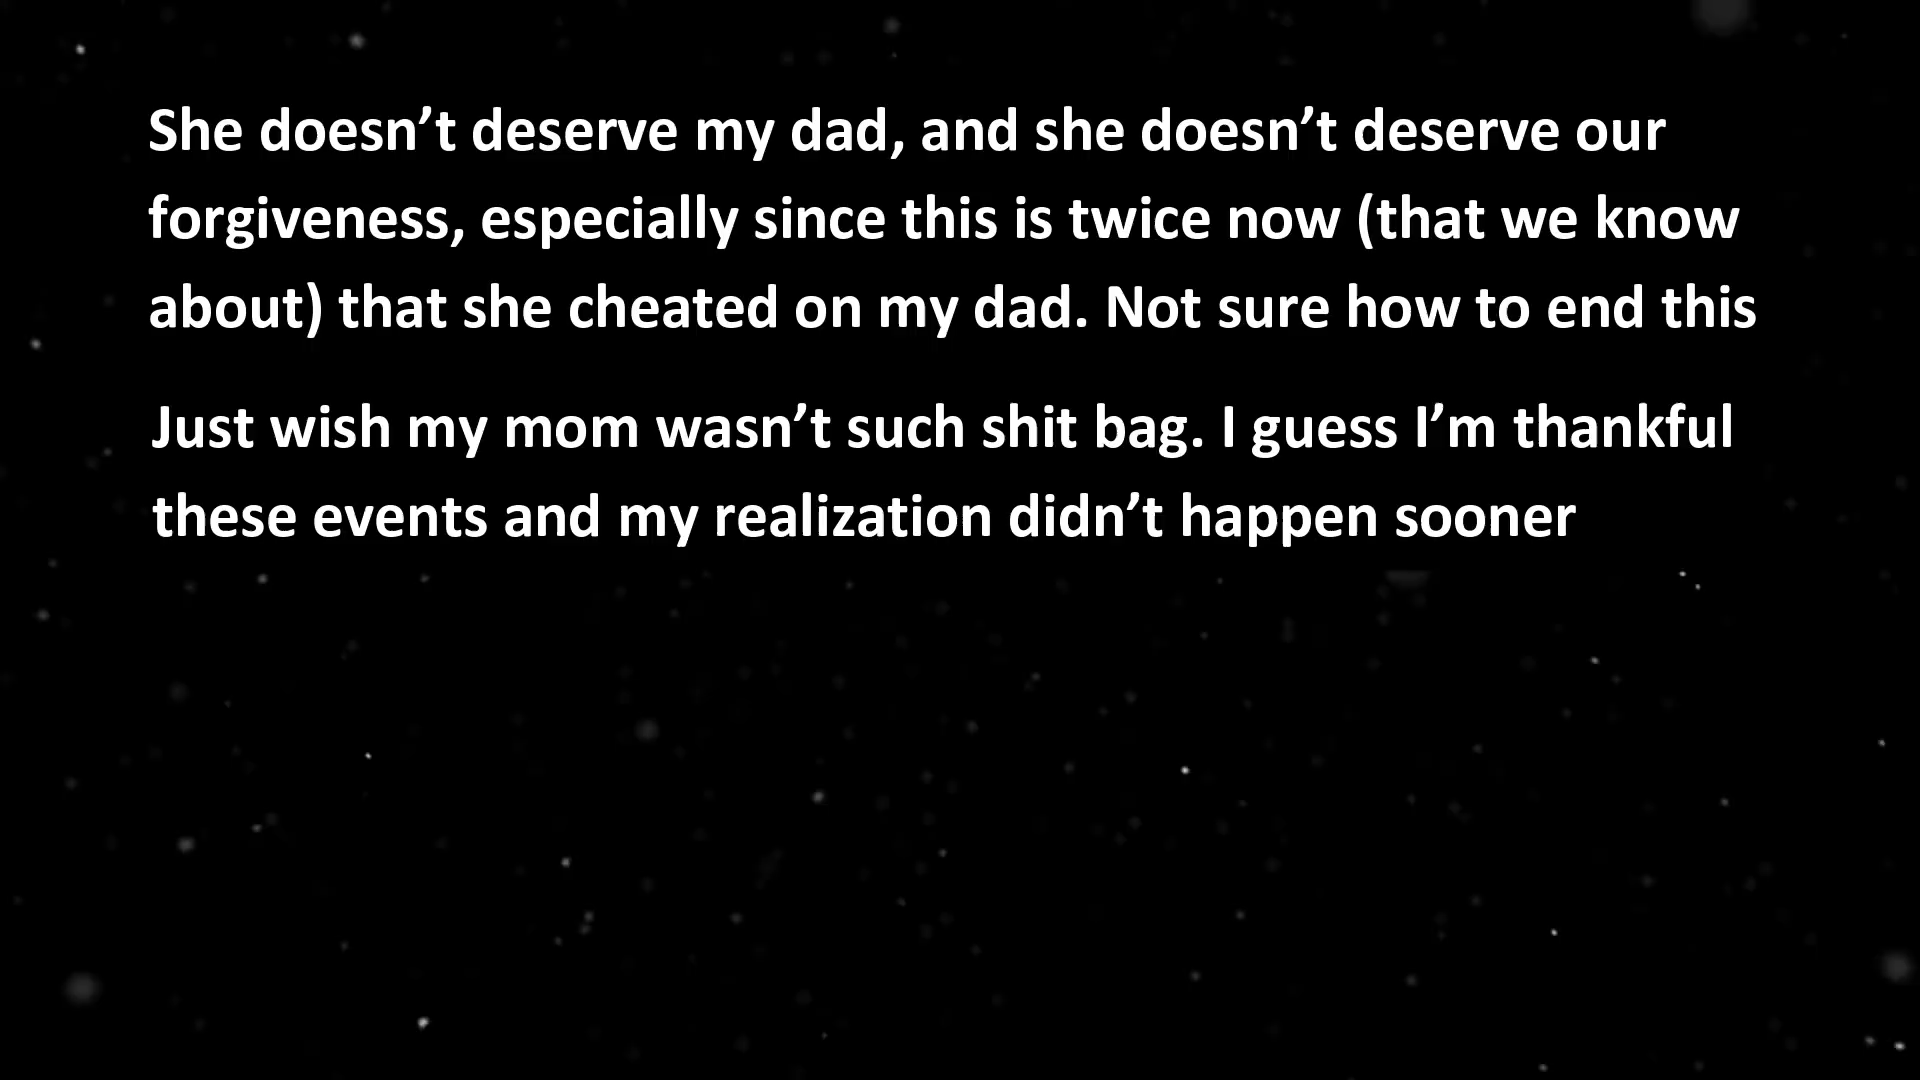 She doesn’t deserve my dad, and she doesn’t deserve our
forgiveness, especially since this is twice now (that we know
about) that she cheated on my dad. Not sure how to end this
Just wish my mom wasn’t such shit bag. I guess I’m thankful
these events and my realization didn’t happen sooner